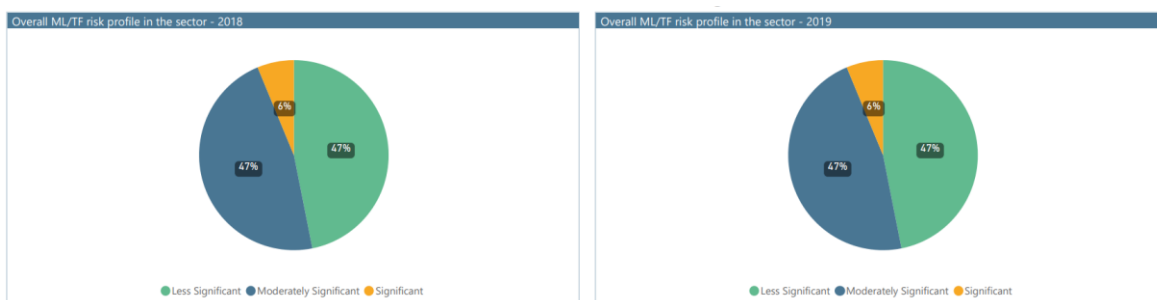 Overall ML/TF risk profile in the sector - 2018
6%
47%
47%
Less Significant Moderately Significant Significant
Overall ML/TF risk profile in the sector - 2019
6%
47%
47%
Less Significant Moderately Significant Significant